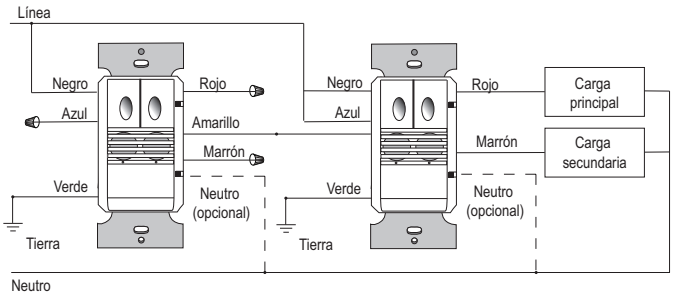 Línea
Negro
Rojo
Azul
Amarillo
Marrón
Verde
Neutro
(opcional)
Tierra
Negro
Rojo
Azul
Marrón
Verde
Neutro
(opcional)
Tierra
Carga
principal
Carga
secundaria
Neutro